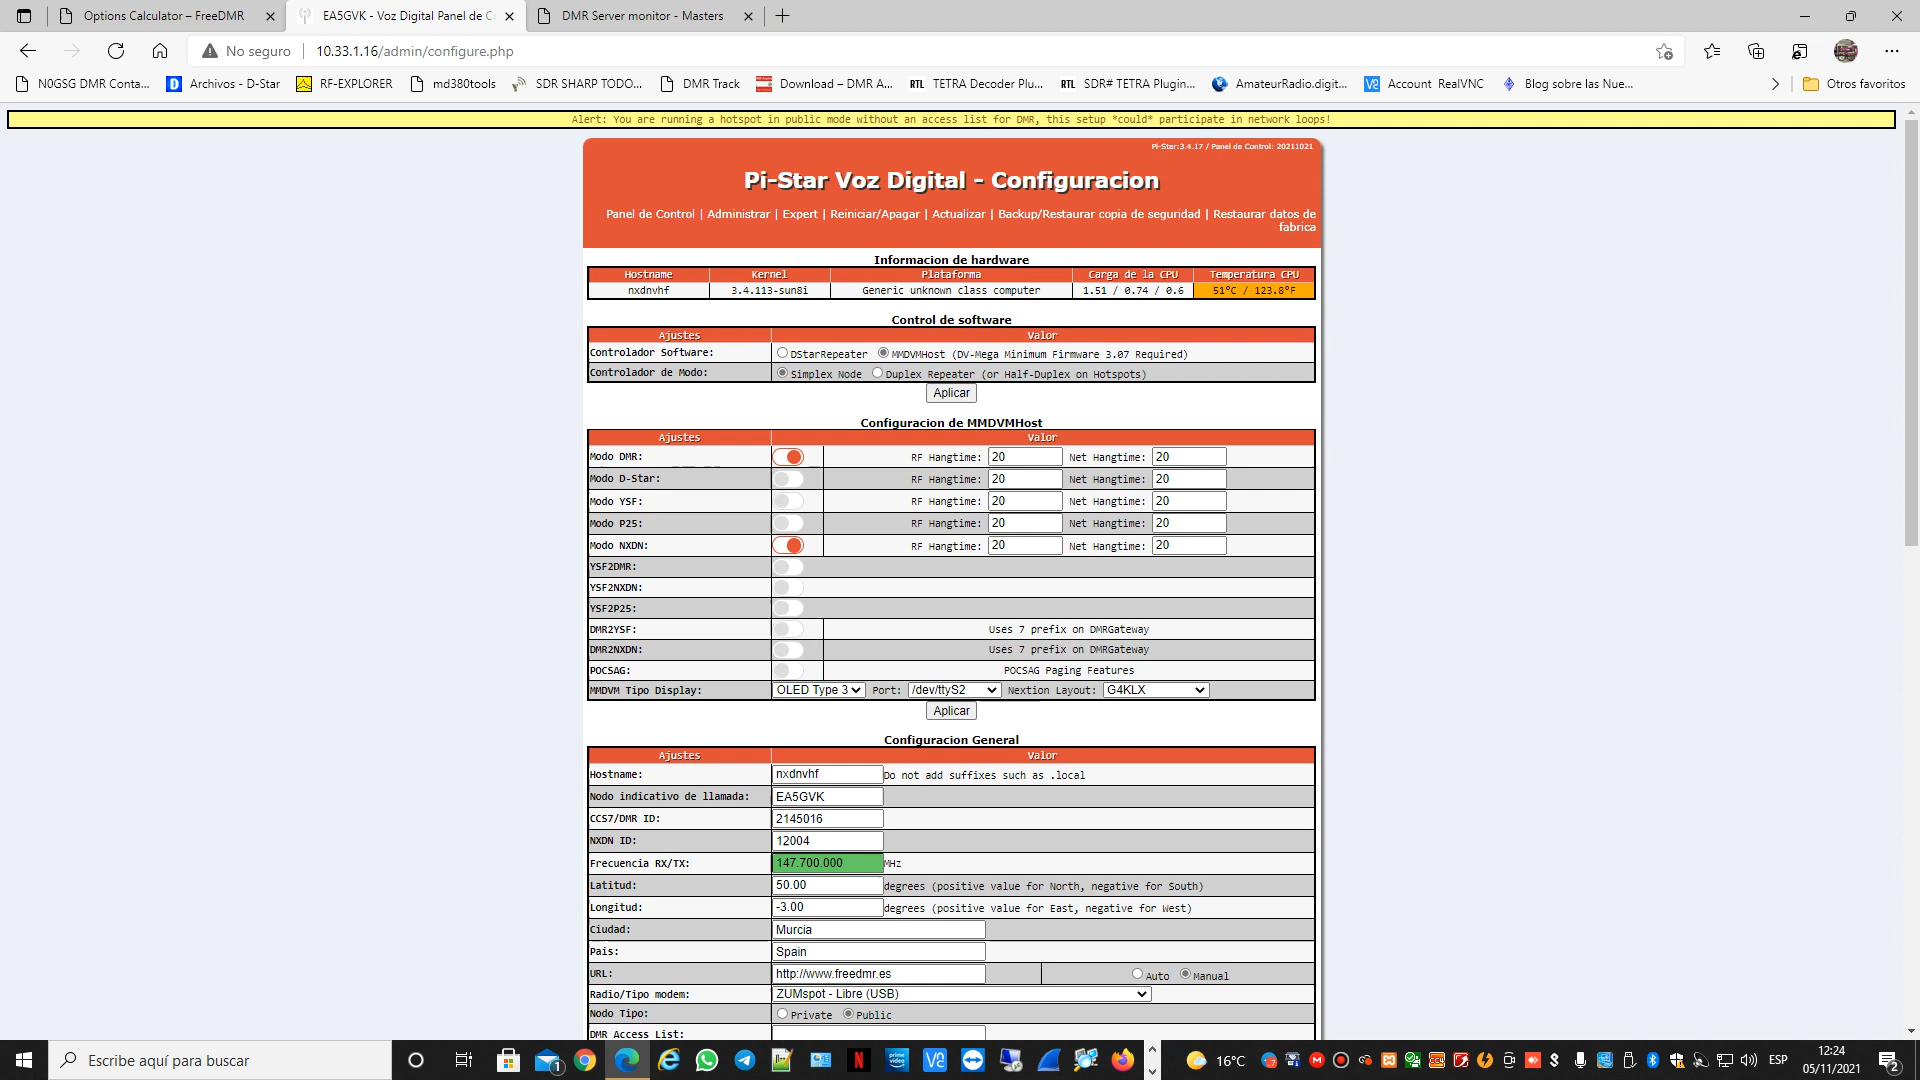 Options Calculator – FreeDMR
EA5GVK - Voz Digital Panel de C
DMR Server monitor - Masters
No seguro
10.33.1.16/admin/configure.php
N0GSG DMR Conta...
Archivos - D-Star
RF-EXPLORER
md380tools
SDR SHARP TODO...
DMR Track
Download – DMR A...
RTL TETRA Decoder Plu...
RTL SDR# TETRA Plugin...
AmateurRadio.digit...
Account RealVNC
Blog sobre las Nue...
Otros favoritos
Alert: You are running a hotspot in public mode without an access list for DMR, this setup *could* participate in network loops!
Pi-Star:3.4.17 / Panel de Control: 20211021
Pi-Star Voz Digital - Configuracion
Panel de Control | Administrar | Expert | Reiniciar/Apagar | Actualizar | Backup/Restaurar copia de seguridad | Restaurar datos de
fabrica
Informacion de hardware
Hostname Kernel Plataforma Carga de la CPU Temperatura CPU
nxdnvhf 3.4.113-sun8i Generic unknown class computer 1.51 / 0.74 / 0.6 51ºC / 123.8ºF
Control de software
Ajustes Valor
Controlador Software: DStarRepeater MMDVMHost (DV-Mega Minimum Firmware 3.07 Required)
Controlador de Modo: Simplex Node Duplex Repeater (or Half-Duplex on Hotspots)
Aplicar
Configuracion de MMDVMHost
Ajustes Valor
Modo DMR: RF Hangtime: 20 Net Hangtime: 20
Modo D-Star: RF Hangtime: 20 Net Hangtime: 20
Modo YSF: RF Hangtime: 20 Net Hangtime: 20
Modo P25: RF Hangtime: 20 Net Hangtime: 20
Modo NXDN: RF Hangtime: 20 Net Hangtime: 20
YSF2DMR:
YSF2NXDN:
YSF2P25:
DMR2YSF: Uses 7 prefix on DMRGateway
DMR2NXDN: Uses 7 prefix on DMRGateway
POCSAG: POCSAG Paging Features
MMDVM Tipo Display: OLED Type 3 Port: /dev/ttyS2 Nextion Layout: G4KLX
Aplicar
Configuracion General
Ajustes Valor
Hostname: nxdnvhf Do not add suffixes such as .local
Nodo indicativo de llamada: EA5GVK
CCS7/DMR ID: 2145016
NXDN ID: 12004
Frecuencia RX/TX: 147.700.000 MHz
Latitud: 50.00 degrees (positive value for North, negative for South)
Longitud: -3.00 degrees (positive value for East, negative for West)
Ciudad: Murcia
Pais: Spain
URL: http://www.freedmr.es Auto Manual
Radio/Tipo modem: ZUMspot - Libre (USB)
Nodo Tipo: Private Public
DMR Access List:
Escribe aquí para buscar
16°C
ESP
12:24
05/11/2021